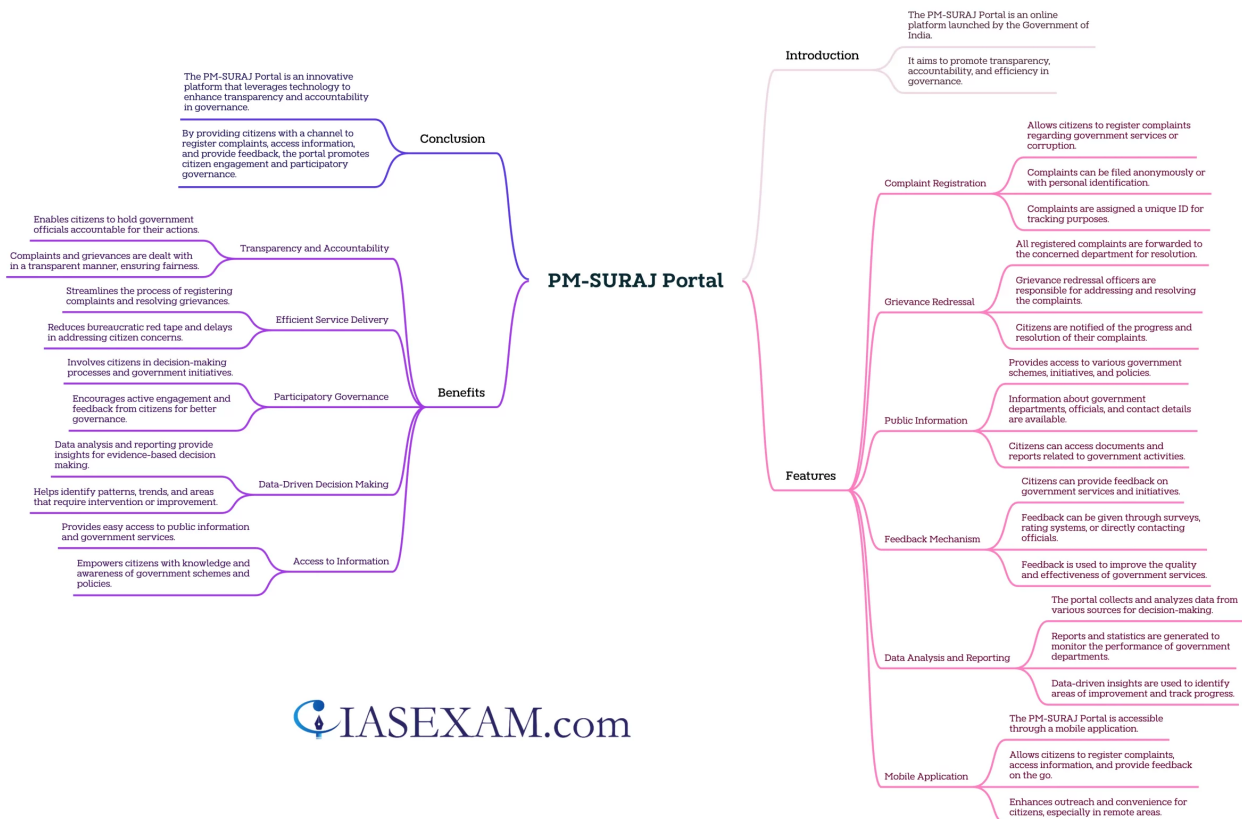 PM-SURAJ Portal
Introduction
The PM-SURAJ Portal is an online
platform launched by the Government of
India.
It aims to promote transparency,
accountability, and efficiency in
governance.
Features
Complaint Registration
Allows citizens to register complaints
regarding government services or
corruption.
Complaints can be filed anonymously or
with personal identification.
Complaints are assigned a unique ID for
tracking purposes.
Grievance Redressal
All registered complaints are forwarded to
the concerned department for resolution.
Grievance redressal officers are
responsible for addressing and resolving
the complaints.
Citizens are notified of the progress and
resolution of their complaints.
Public Information
Provides access to various government
schemes, initiatives, and policies.
Information about government
departments, officials, and contact details
are available.
Citizens can access documents and
reports related to government activities.
Feedback Mechanism
Citizens can provide feedback on
government services and initiatives.
Feedback can be given through surveys,
rating systems, or directly contacting
officials.
Feedback is used to improve the quality
and effectiveness of government services.
Data Analysis and Reporting
The portal collects and analyzes data from
various sources for decision-making.
Reports and statistics are generated to
monitor the performance of government
departments.
Data-driven insights are used to identify
areas of improvement and track progress.
Mobile Application
The PM-SURAJ Portal is accessible
through a mobile application.
Allows citizens to register complaints,
access information, and provide feedback
on the go.
Enhances outreach and convenience for
citizens, especially in remote areas.
Benefits
Transparency and Accountability
Enables citizens to hold government
officials accountable for their actions.
Complaints and grievances are dealt with
in a transparent manner, ensuring fairness.
Efficient Service Delivery
Streamlines the process of registering
complaints and resolving grievances.
Reduces bureaucratic red tape and delays
in addressing citizen concerns.
Participatory Governance
Involves citizens in decision-making
processes and government initiatives.
Encourages active engagement and
feedback from citizens for better
governance.
Data-Driven Decision Making
Data analysis and reporting provide
insights for evidence-based decision
making.
Helps identify patterns, trends, and areas
that require intervention or improvement.
Access to Information
Provides easy access to public information
and government services.
Empowers citizens with knowledge and
awareness of government schemes and
policies.
Conclusion
The PM-SURAJ Portal is an innovative
platform that leverages technology to
enhance transparency and accountability
in governance.
By providing citizens with a channel to
register complaints, access information,
and provide feedback, the portal promotes
citizen engagement and participatory
governance.
IASEXAM.com